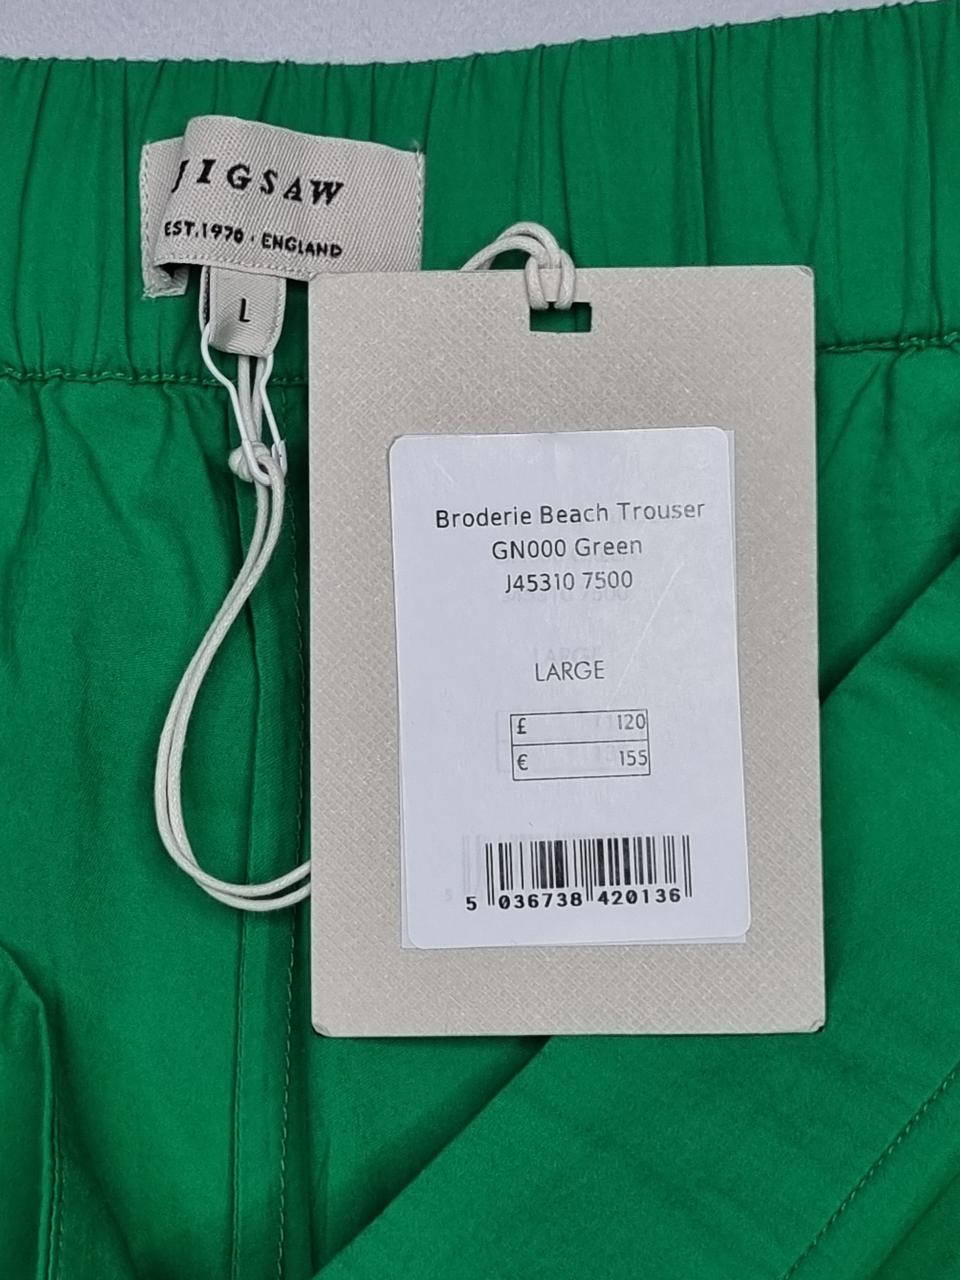 JIGSAW
EST.1970 · ENGLAND
L
Broderie Beach Trouser
GN000 Green
J45310 7500
LARGE
£ 120
€ 155
5 036738 420136